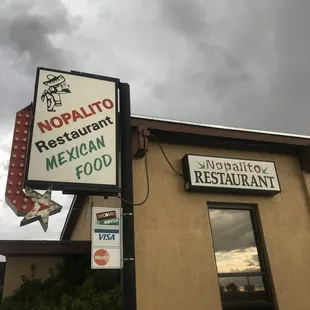 NOPALITO
Restaurant
MEXICAN
FOOD
Nopalito
RESTAURANT
VISA